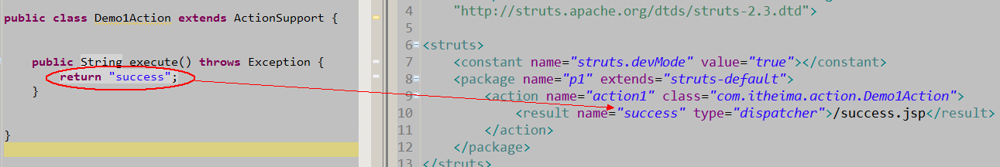 public class Demo1Action extends ActionSupport {
public String execute() throws Exception {
return "success";
}
}
4 "http://struts.apache.org/dtds/struts-2.3.dtd">
5
6 <struts>
7 <constant name="struts.devMode" value="true"></constant>
8 <package name="p1" extends="struts-default">
9 <action name="action1" class="com.itheima.action.Demo1Action">
10 <result name="success" type="dispatcher">/success.jsp</result>
11 </action>
12 </package>
13 </struts>